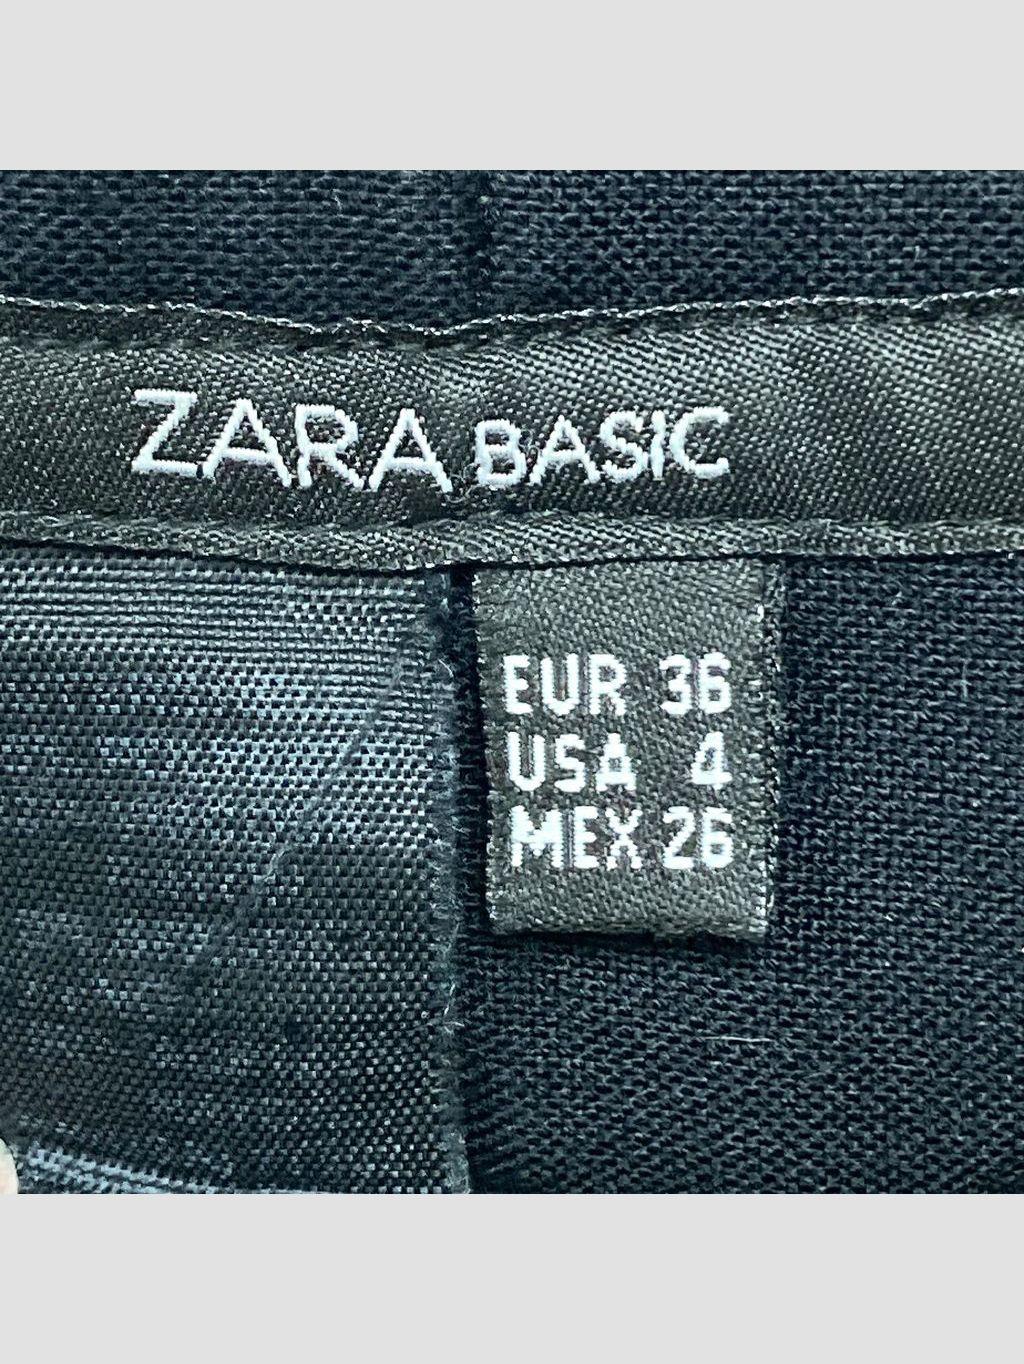 ZARA BASIC
EUR 36
USA 4
MEX 26